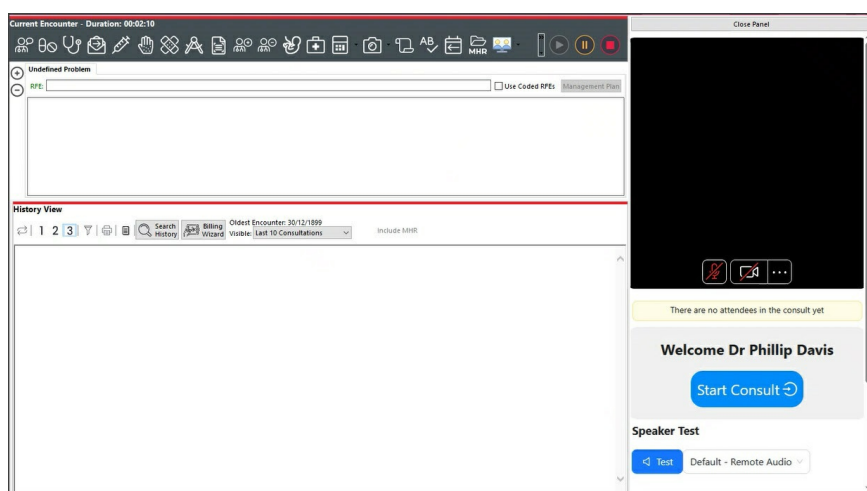 Current Encounter - Duration: 00:02:10
Close Panel
MHR
Undefined Problem
RFE:
Use Coded RFEs
Management Plan
History View
1 2 3
Search History
Billing Wizard
Oldest Encounter: 30/12/1899
Visible: Last 10 Consultations
Include MHR
There are no attendees in the consult yet
Welcome Dr Phillip Davis
Start Consult
Speaker Test
Test
Default - Remote Audio